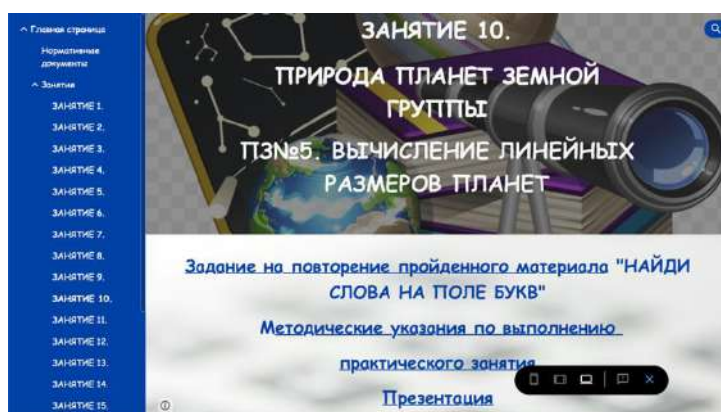 Главная страница
Нормативные
документы
Занятия
ЗАНЯТИЕ 1.
ЗАНЯТИЕ 2.
ЗАНЯТИЕ 3.
ЗАНЯТИЕ 4.
ЗАНЯТИЕ 5.
ЗАНЯТИЕ 6.
ЗАНЯТИЕ 7.
ЗАНЯТИЕ 8.
ЗАНЯТИЕ 9.
ЗАНЯТИЕ 10.
ЗАНЯТИЕ 11.
ЗАНЯТИЕ 12.
ЗАНЯТИЕ 13.
ЗАНЯТИЕ 14.
ЗАНЯТИЕ 15.
ЗАНЯТИЕ 10.
ПРИРОДА ПЛАНЕТ ЗЕМНОЙ
ГРУППЫ
ПЗ№5. ВЫЧИСЛЕНИЕ ЛИНЕЙНЫХ
РАЗМЕРОВ ПЛАНЕТ
Задание на повторение пройденного материала "НАЙДИ
СЛОВА НА ПОЛЕ БУКВ"
Методические указания по выполнению
практического занятия
Презентация